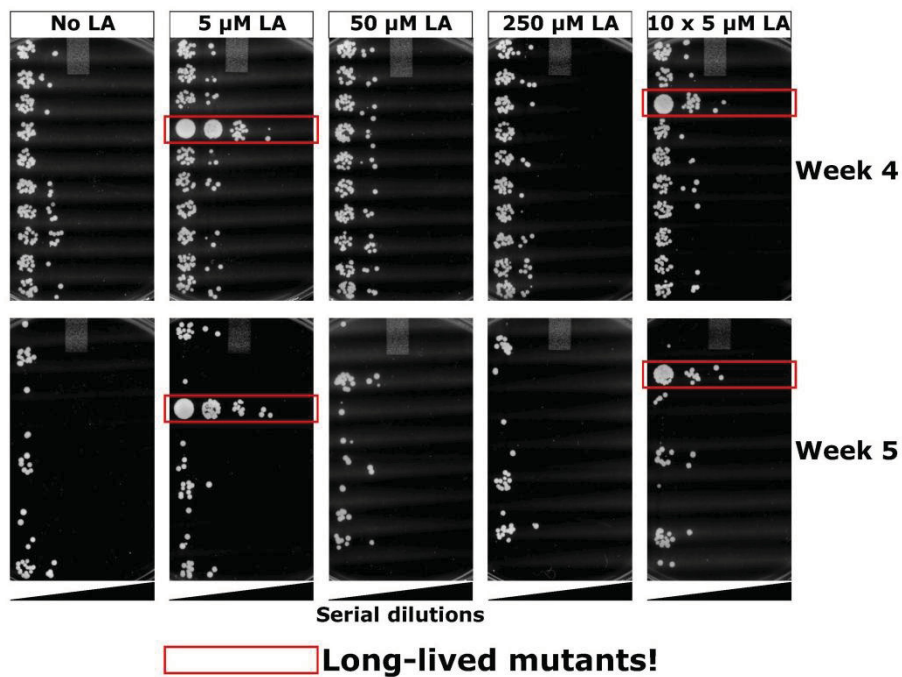 No LA 5 µM LA 50 µM LA 250 µM LA 10 x 5 µM LA
Week 4
Week 5
Serial dilutions
Long-lived mutants!